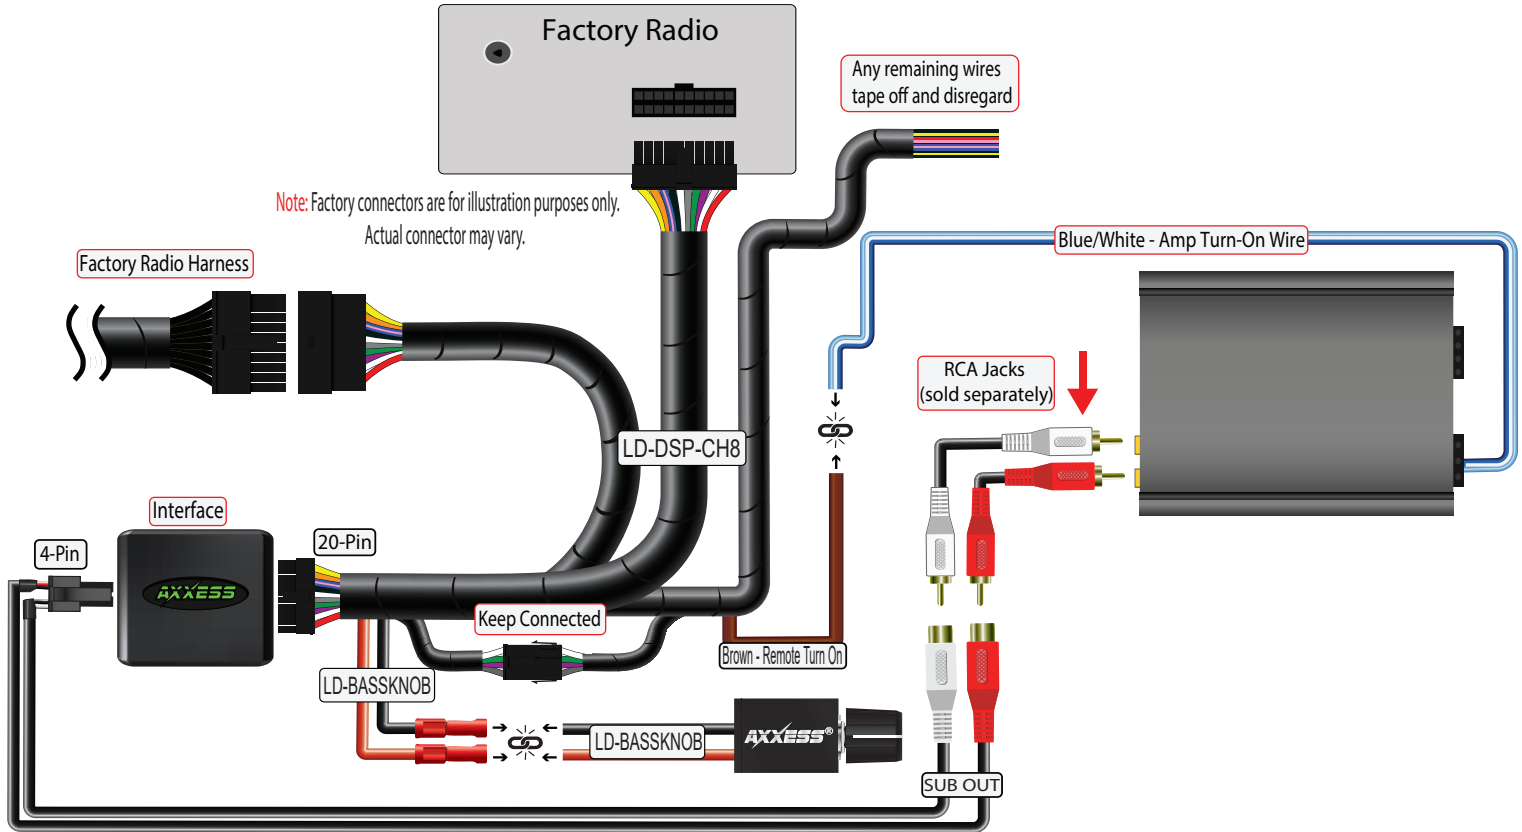 Factory Radio
Any remaining wires
tape off and disregard
Note: Factory connectors are for illustration purposes only.
Actual connector may vary.
Blue/White - Amp Turn-On Wire
Factory Radio Harness
RCA Jacks
(sold separately)
LD-DSP-CH8
Interface
20-Pin
4-Pin
AXXESS
Keep Connected
Brown - Remote Turn On
LD-BASSKNOB
LD-BASSKNOB
AXXESS®
SUB OUT